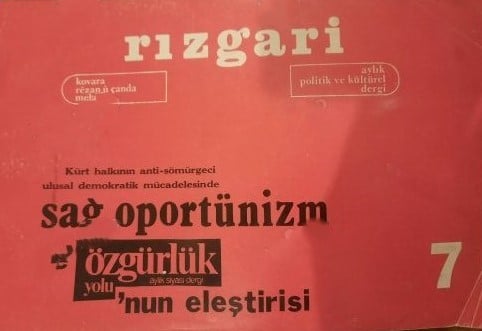 rızgari
kovara
rêzan û çanda
mela
aylık
politik ve kültürel
dergi
Kürt halkının anti-sömürgeci
ulusal demokratik mücadelesinde
sağ oportünizm
özgürlük
yolu
aylık siyasi dergi
'nun eleştirisi
7